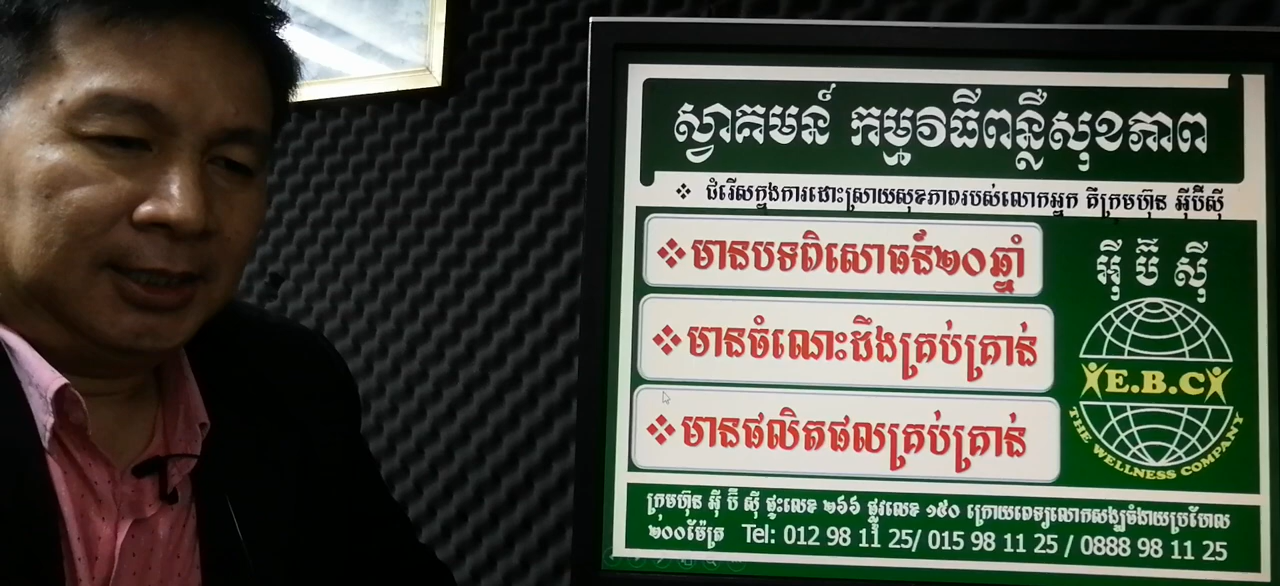 ស្វាគមន៍ កម្មវិធីពន្លឺសុខភាព
❖ ជំរើសក្នុងការដោះស្រាយសុខភាពរបស់លោកអ្នក គឺក្រុមហ៊ុន អ៊ីប៊ីស៊ី
❖មានបទពិសោធន៍២០ឆ្នាំ
❖មានចំណេះដឹងគ្រប់គ្រាន់
❖មានផលិតផលគ្រប់គ្រាន់
អ៊ី ប៊ី ស៊ី
E.B.C
THE WELLNESS COMPANY
ក្រុមហ៊ុន អ៊ី ប៊ី ស៊ី ផ្ទះលេខ ២៦៦ ផ្លូវលេខ ១៥០ ក្រោយពេទ្យលោកសង្ឃចំងាយប្រហែល
២០០ម៉ែត្រ Tel: 012 98 11 25/ 015 98 11 25 / 0888 98 11 25